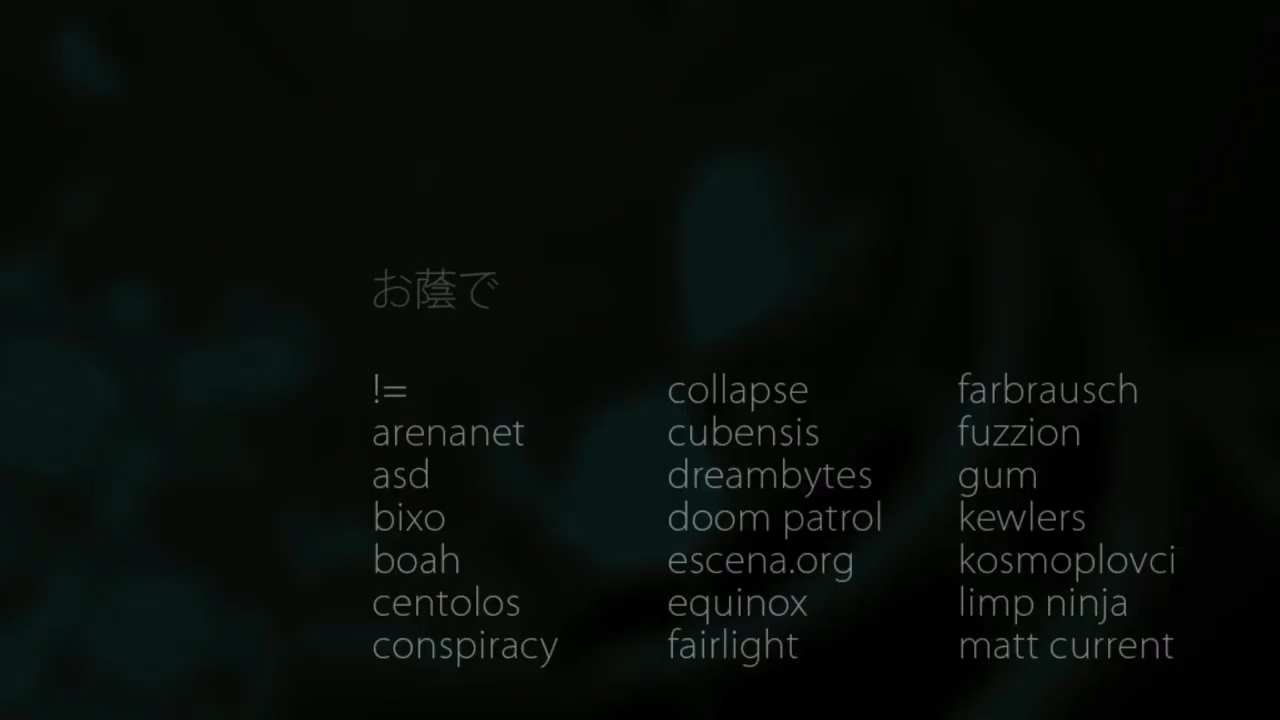 お蔭で
!=
arenanet
asd
bixo
boah
centolos
conspiracy
collapse
cubensis
dreambytes
doom patrol
escena.org
equinox
fairlight
farbrausch
fuzzion
gum
kewlers
kosmoplovci
limp ninja
matt current